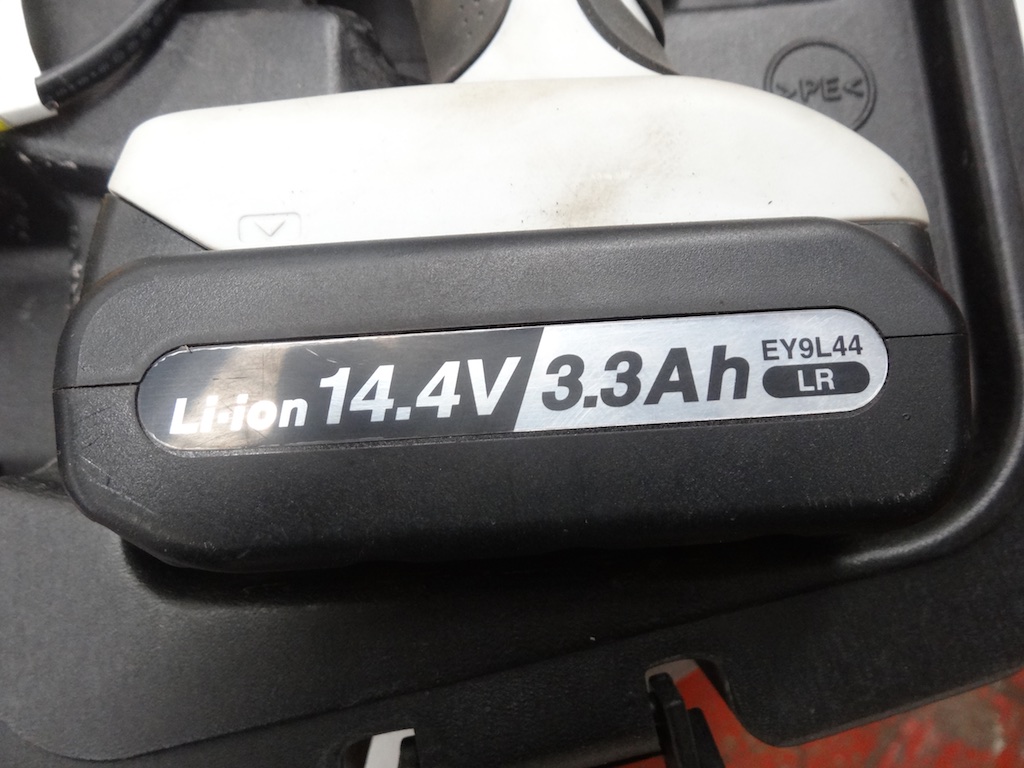 >PE<
Li-ion 14.4V 3.3Ah EY9L44
LR